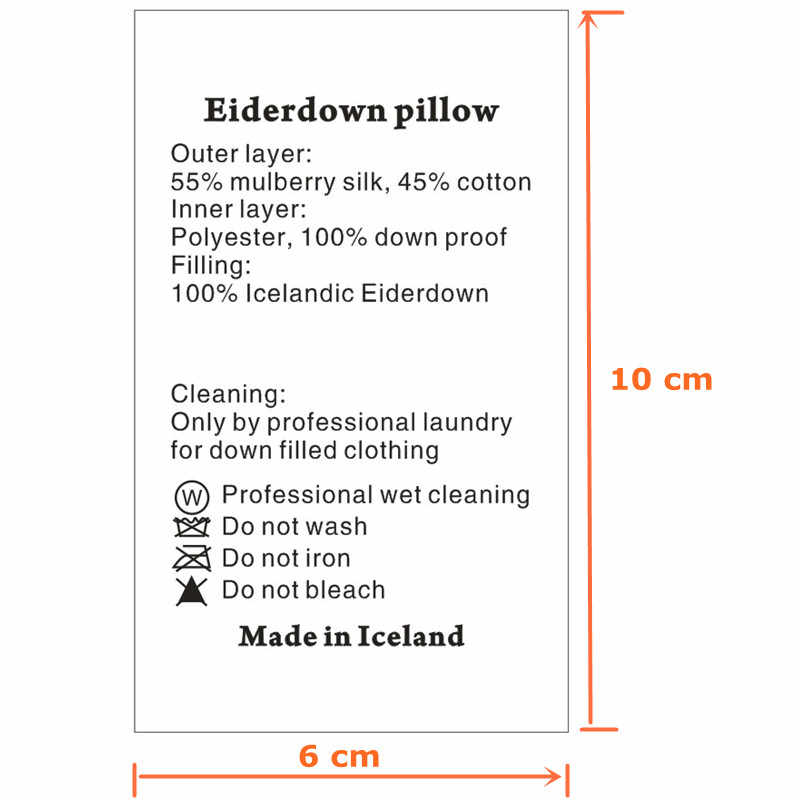 Eiderdown pillow
Outer layer:
55% mulberry silk, 45% cotton
Inner layer:
Polyester, 100% down proof
Filling:
100% Icelandic Eiderdown
Cleaning:
Only by professional laundry
for down filled clothing
W Professional wet cleaning
Do not wash
Do not iron
Do not bleach
Made in Iceland
10 cm
6 cm